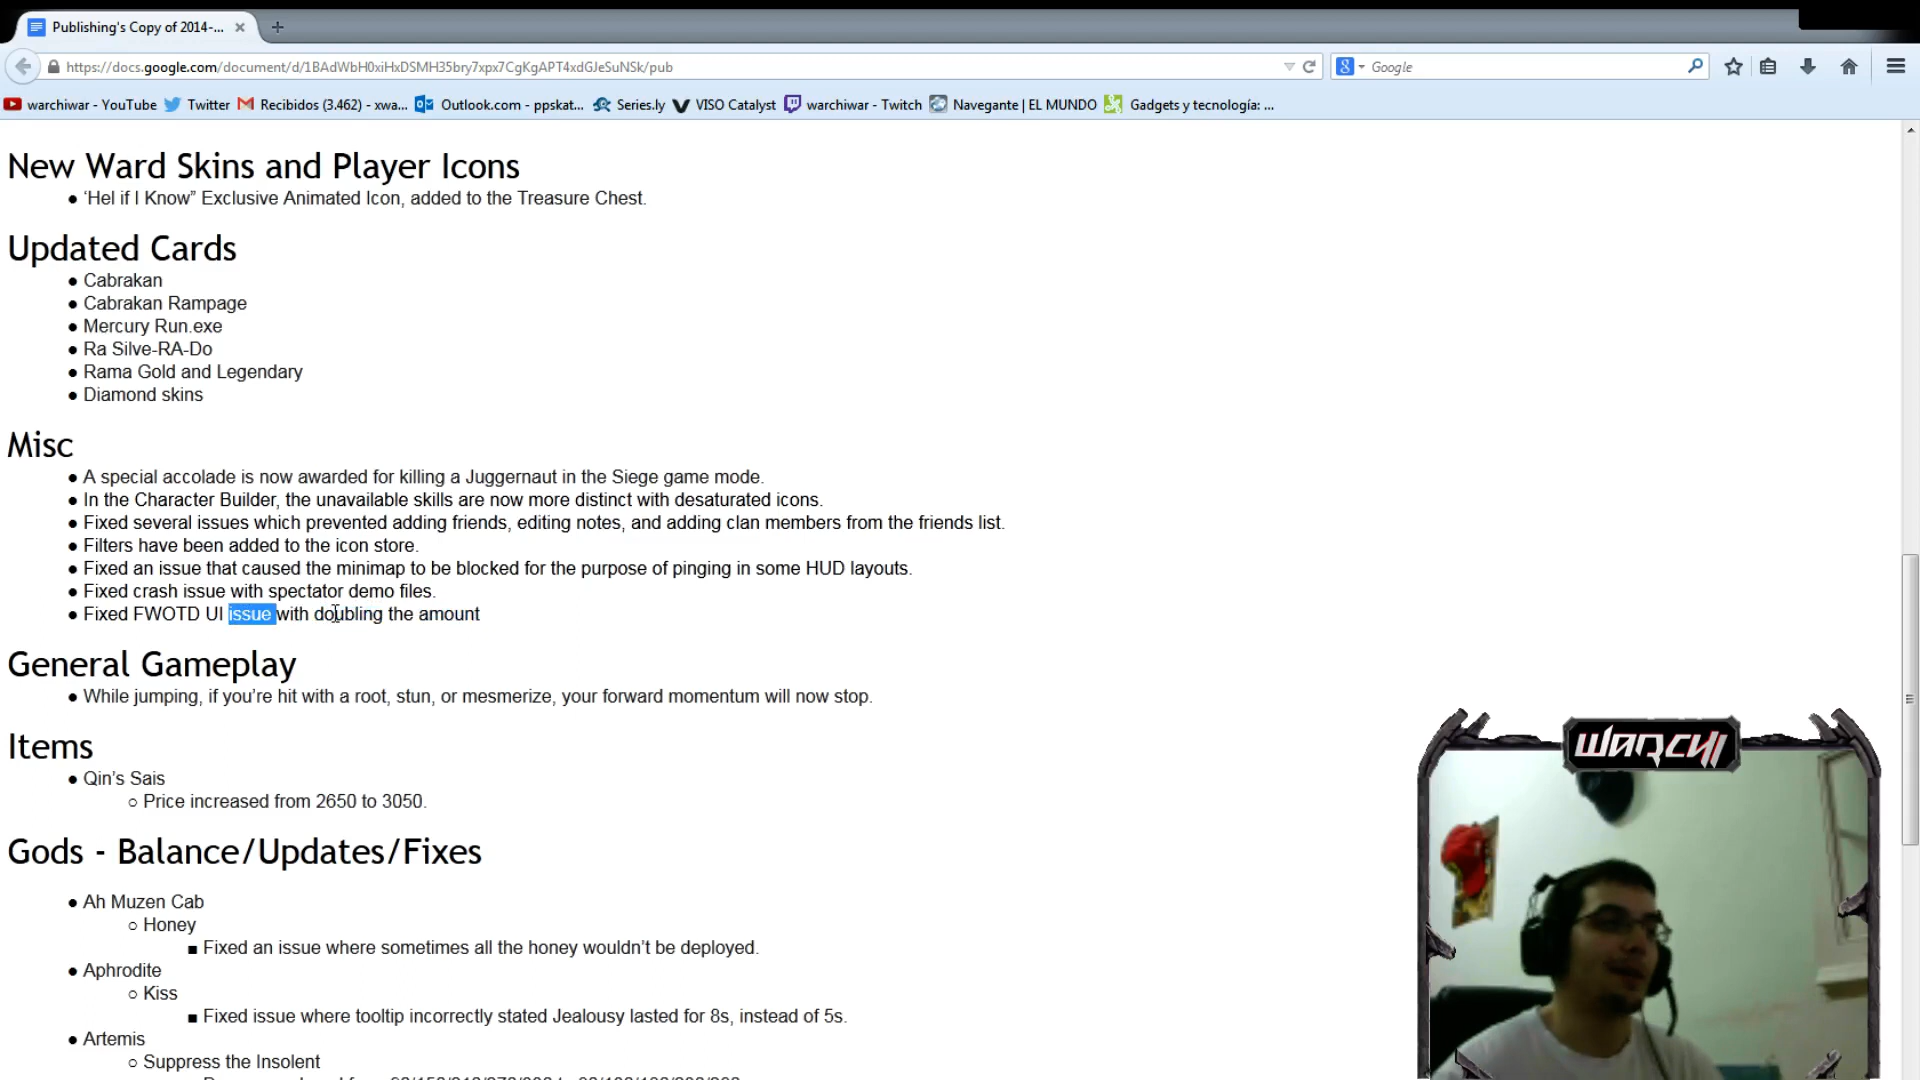 Publishing's Copy of 2014-...
https://docs.google.com/document/d/1BAdWbH0xiHxDSMH35bry7xpx7CgKgAPT4xdGJeSuNSk/pub
Google
warchiwar - YouTube Twitter Recibidos (3.462) - xwa... Outlook.com - ppskat... Series.ly VISO Catalyst warchiwar - Twitch Navegante | EL MUNDO Gadgets y tecnología: ...
New Ward Skins and Player Icons
● ‘Hel if I Know” Exclusive Animated Icon, added to the Treasure Chest.
Updated Cards
● Cabrakan
● Cabrakan Rampage
● Mercury Run.exe
● Ra Silve-RA-Do
● Rama Gold and Legendary
● Diamond skins
Misc
● A special accolade is now awarded for killing a Juggernaut in the Siege game mode.
● In the Character Builder, the unavailable skills are now more distinct with desaturated icons.
● Fixed several issues which prevented adding friends, editing notes, and adding clan members from the friends list.
● Filters have been added to the icon store.
● Fixed an issue that caused the minimap to be blocked for the purpose of pinging in some HUD layouts.
● Fixed crash issue with spectator demo files.
● Fixed FWOTD UI issue with doubling the amount
General Gameplay
● While jumping, if you’re hit with a root, stun, or mesmerize, your forward momentum will now stop.
Items
● Qin’s Sais
○ Price increased from 2650 to 3050.
Gods - Balance/Updates/Fixes
● Ah Muzen Cab
○ Honey
■ Fixed an issue where sometimes all the honey wouldn’t be deployed.
● Aphrodite
○ Kiss
■ Fixed issue where tooltip incorrectly stated Jealousy lasted for 8s, instead of 5s.
● Artemis
○ Suppress the Insolent
WARCHI